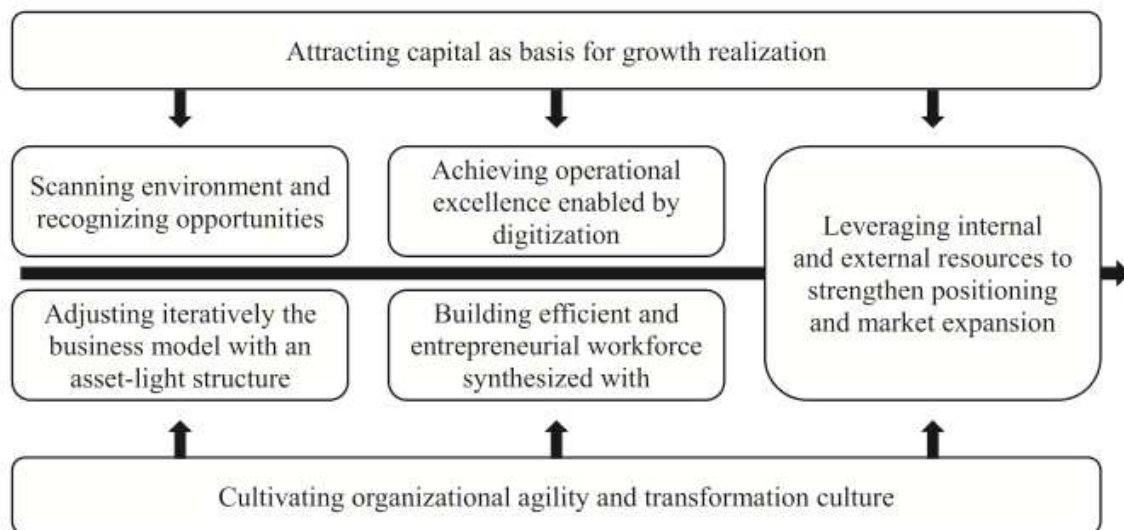 Attracting capital as basis for growth realization
Scanning environment and
recognizing opportunities
Achieving operational
excellence enabled by
digitization
Leveraging internal
and external resources to
strengthen positioning
and market expansion
Adjusting iteratively the
business model with an
asset-light structure
Building efficient and
entrepreneurial workforce
synthesized with
Cultivating organizational agility and transformation culture